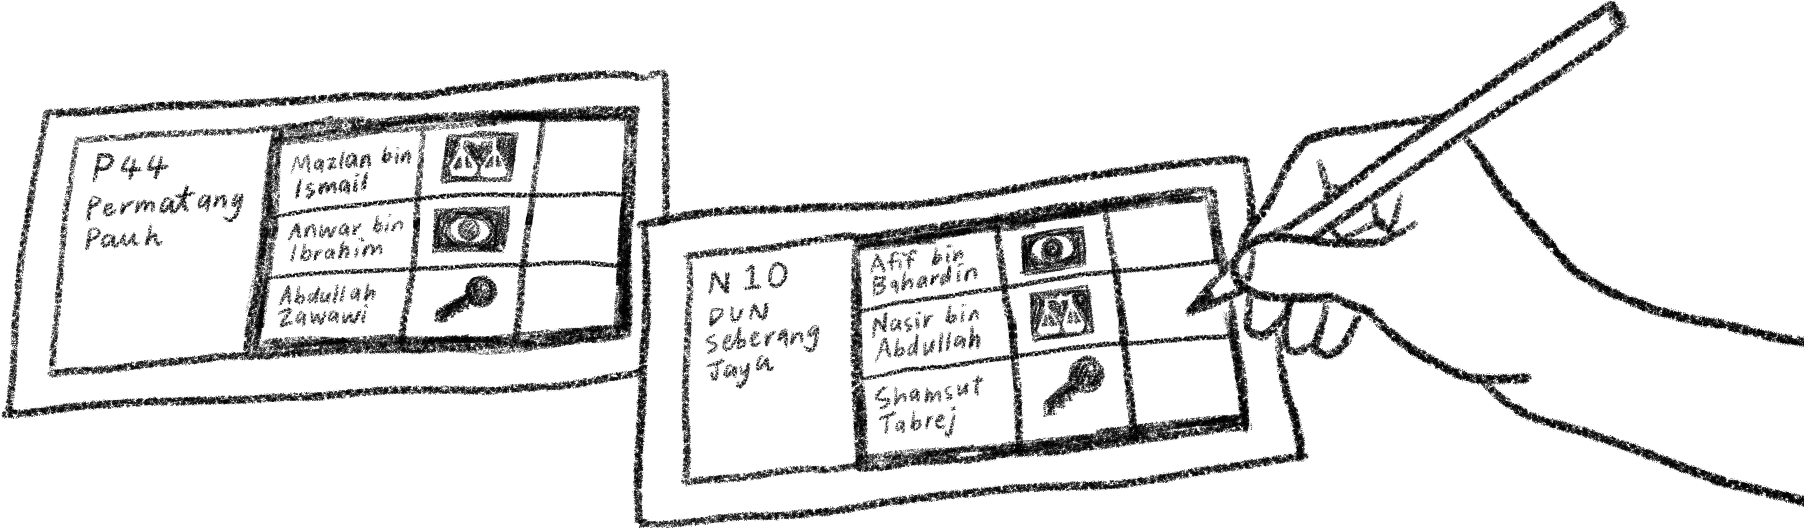 P44
Permatang
Pauh
Mazlan bin
Ismail
Anwar bin
Ibrahim
Abdullah
Zawawi
N 10
DUN
Seberang
Jaya
Afif bin
Bahardin
Nasir bin
Abdullah
Shamsut
Tabrej